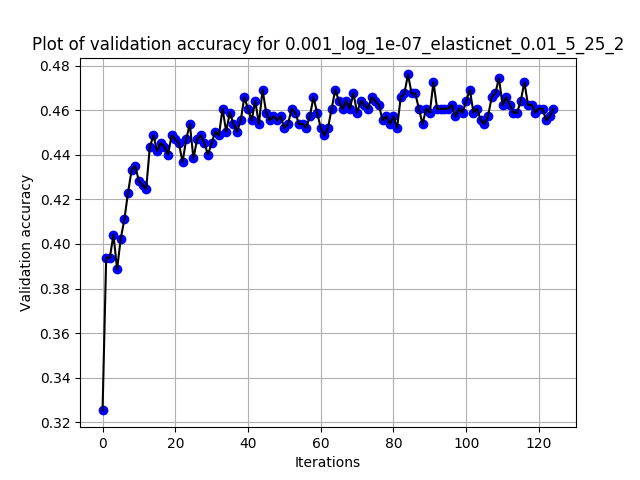 Plot of validation accuracy for 0.001_log_1e-07_elasticnet_0.01_5_25_2
0.48
0.46
0.44
0.42
0.40
0.38
0.36
0.34
0.32
Validation accuracy
0 20 40 60 80 100 120
Iterations